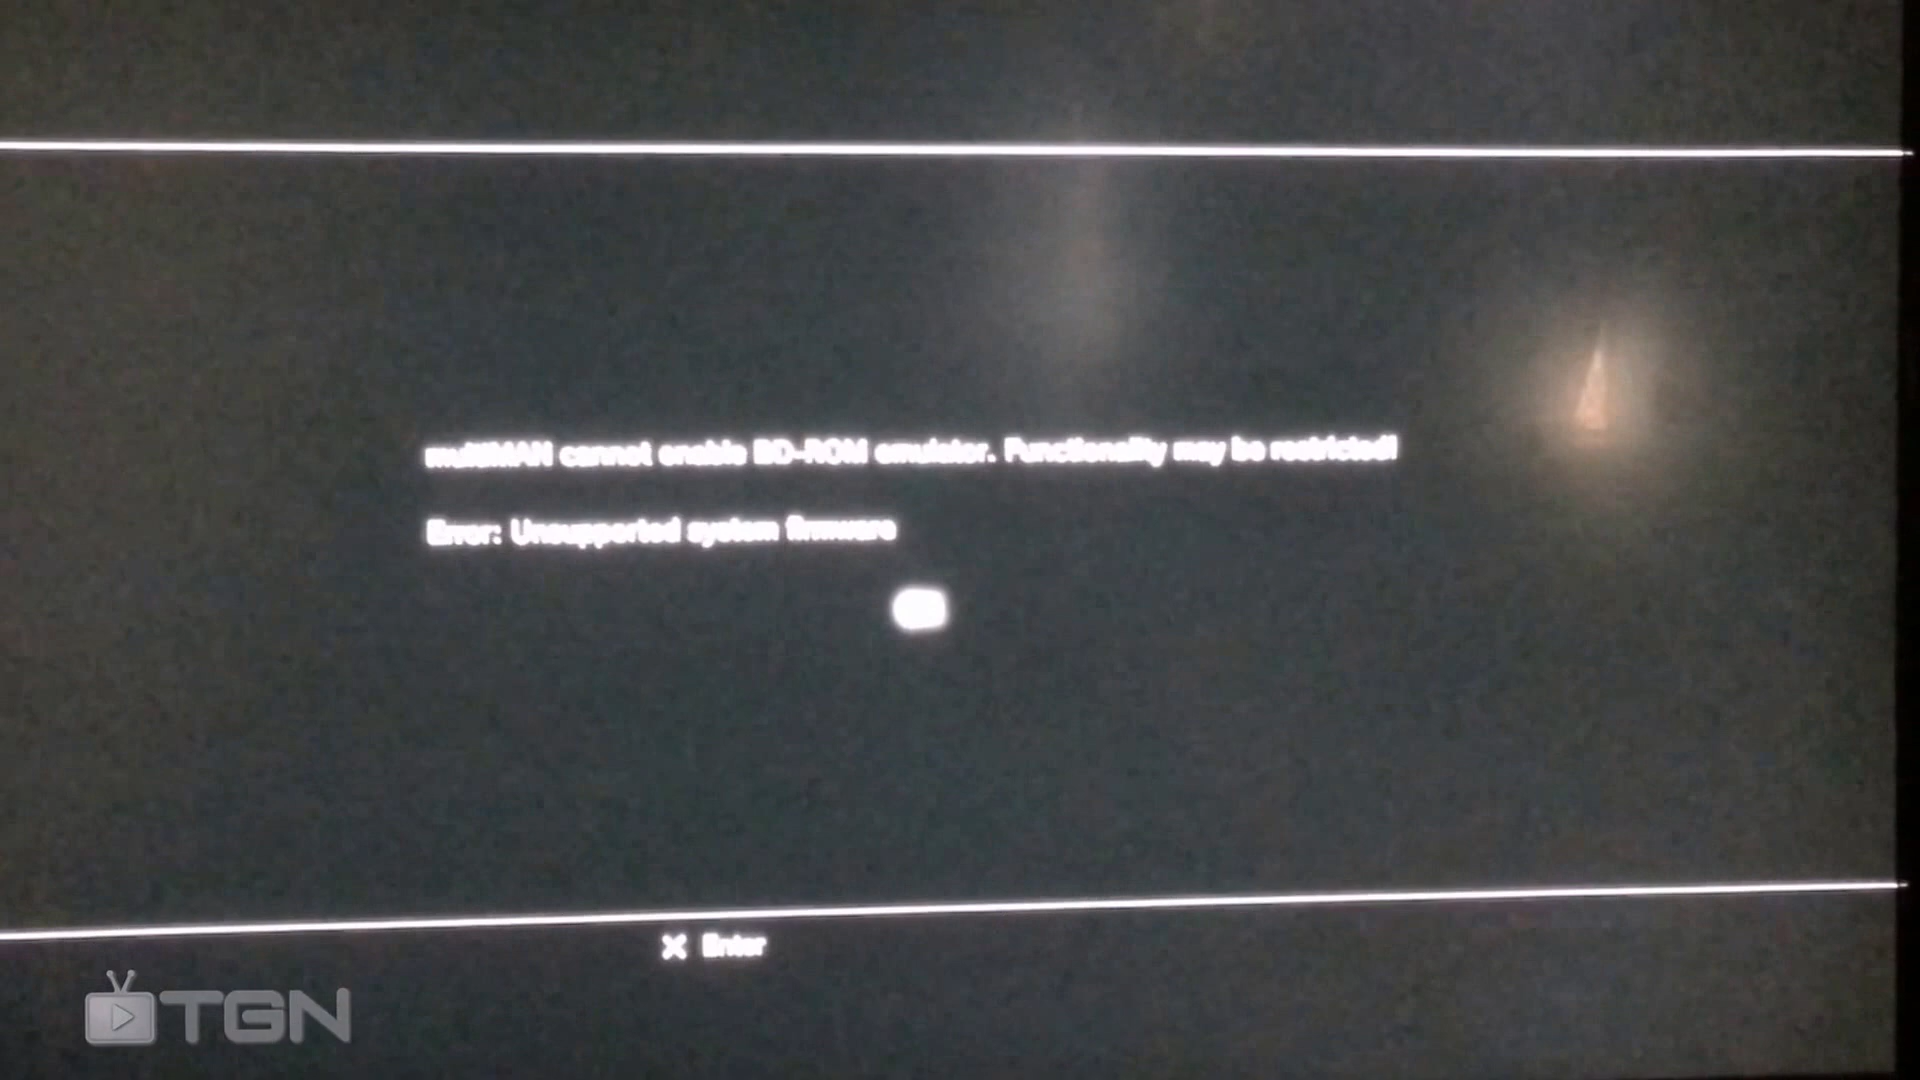 multiMAN cannot enable BD-ROM emulator. Functionality may be restricted!
Error: Unsupported system firmware
Enter
TGN